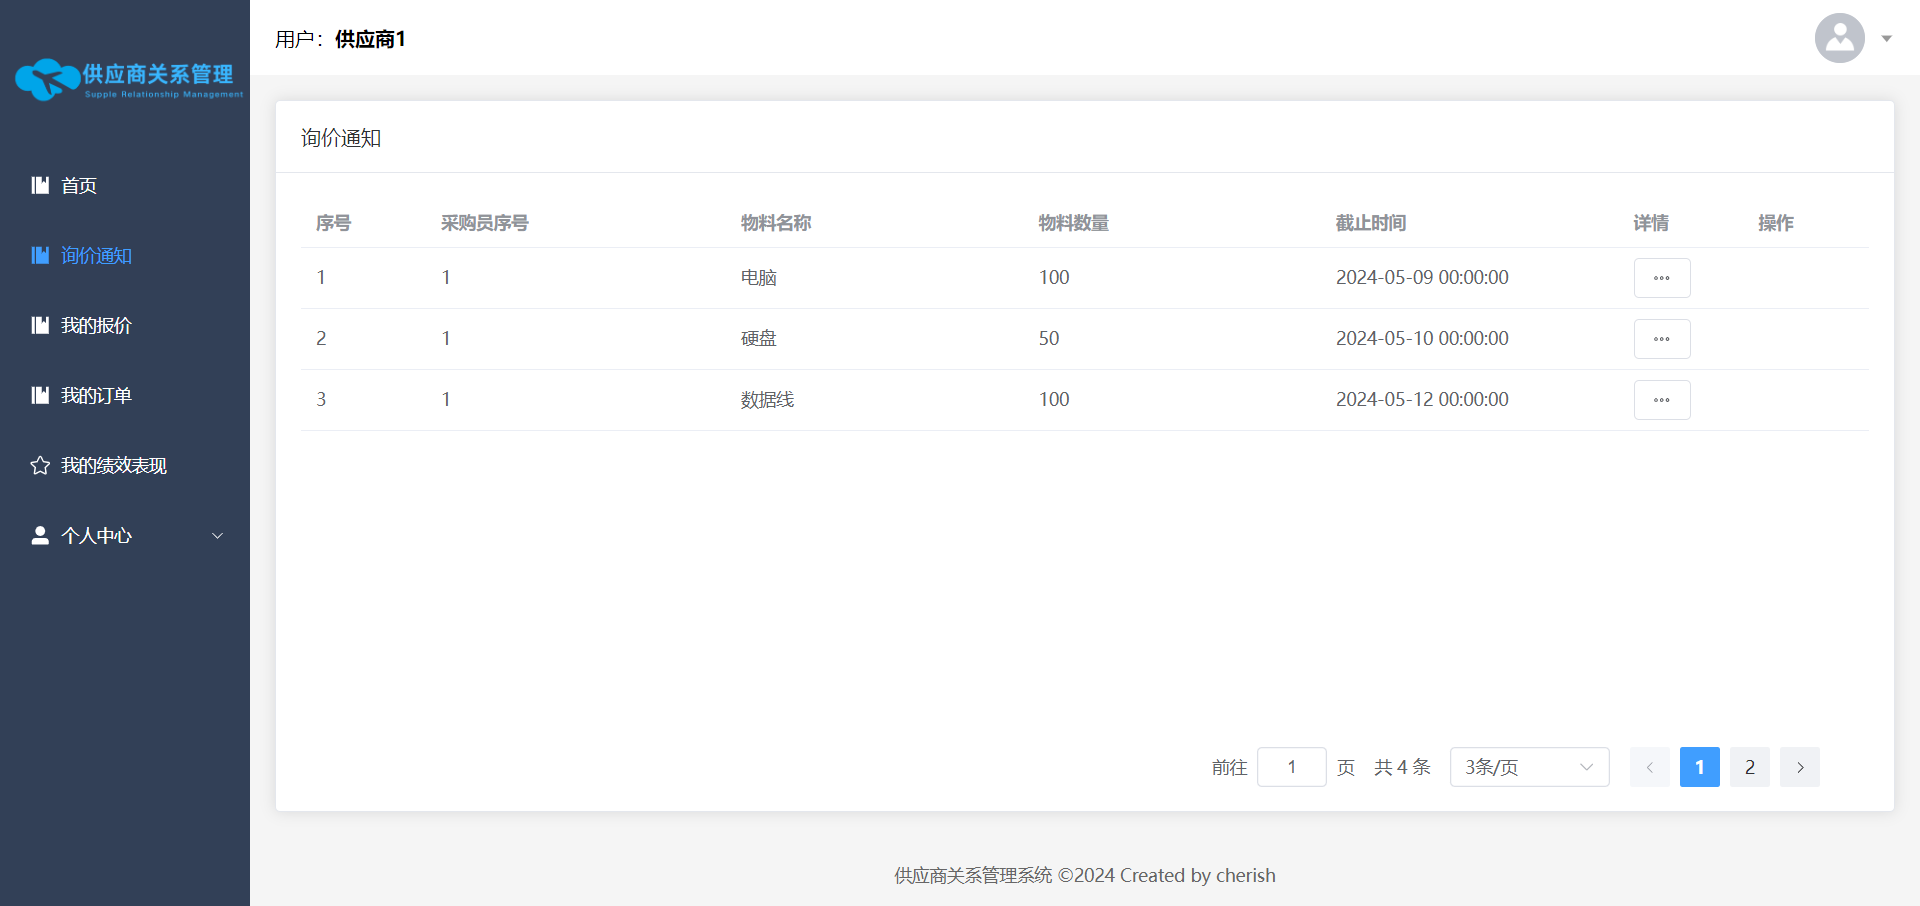 供应商关系管理
Supple Relationship Management
首页
询价通知
我的报价
我的订单
我的绩效表现
个人中心
用户：供应商1
询价通知
序号 采购员序号 物料名称 物料数量 截止时间 详情 操作
1 1 电脑 100 2024-05-09 00:00:00
2 1 硬盘 50 2024-05-10 00:00:00
3 1 数据线 100 2024-05-12 00:00:00
前往 1 页 共 4 条 3条/页 1 2
供应商关系管理系统 ©2024 Created by cherish